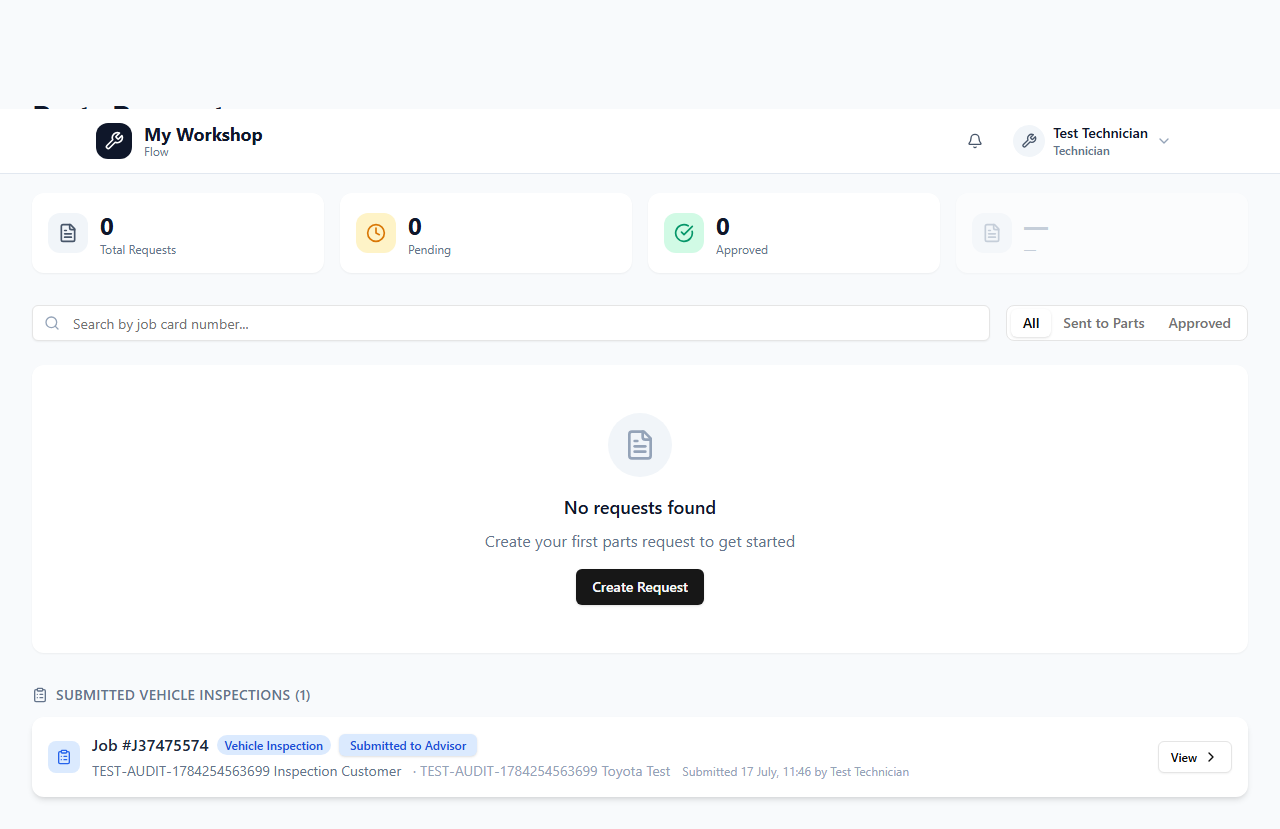 My Workshop
Flow
Test Technician
Technician
0
Total Requests
0
Pending
0
Approved
—
—
Search by job card number...
All
Sent to Parts
Approved
No requests found
Create your first parts request to get started
Create Request
SUBMITTED VEHICLE INSPECTIONS (1)
Job #J37475574 Vehicle Inspection Submitted to Advisor
TEST-AUDIT-1784254563699 Inspection Customer · TEST-AUDIT-1784254563699 Toyota Test Submitted 17 July, 11:46 by Test Technician
View